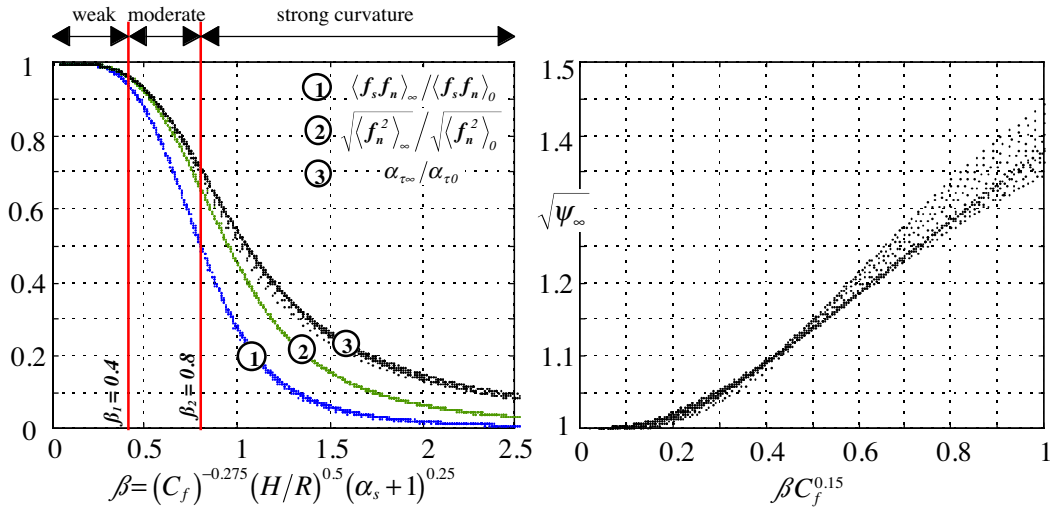 weak moderate strong curvature
① ⟨f_s f_n⟩_∞/⟨f_s f_n⟩_0
② √⟨f_n^2⟩_∞/√⟨f_n^2⟩_0
③ α_τ∞/α_τ0
1
0.8
0.6
0.4
0.2
0
β_1=0.4
β_2=0.8
① ② ③
0 0.5 1 1.5 2 2.5
β=(C_f)^-0.275 (H/R)^0.5 (α_s+1)^0.25
1.5
1.4
1.3
√ψ_∞
1.2
1.11
1
0 0.2 0.4 0.6 0.8 1
βC_f^0.15